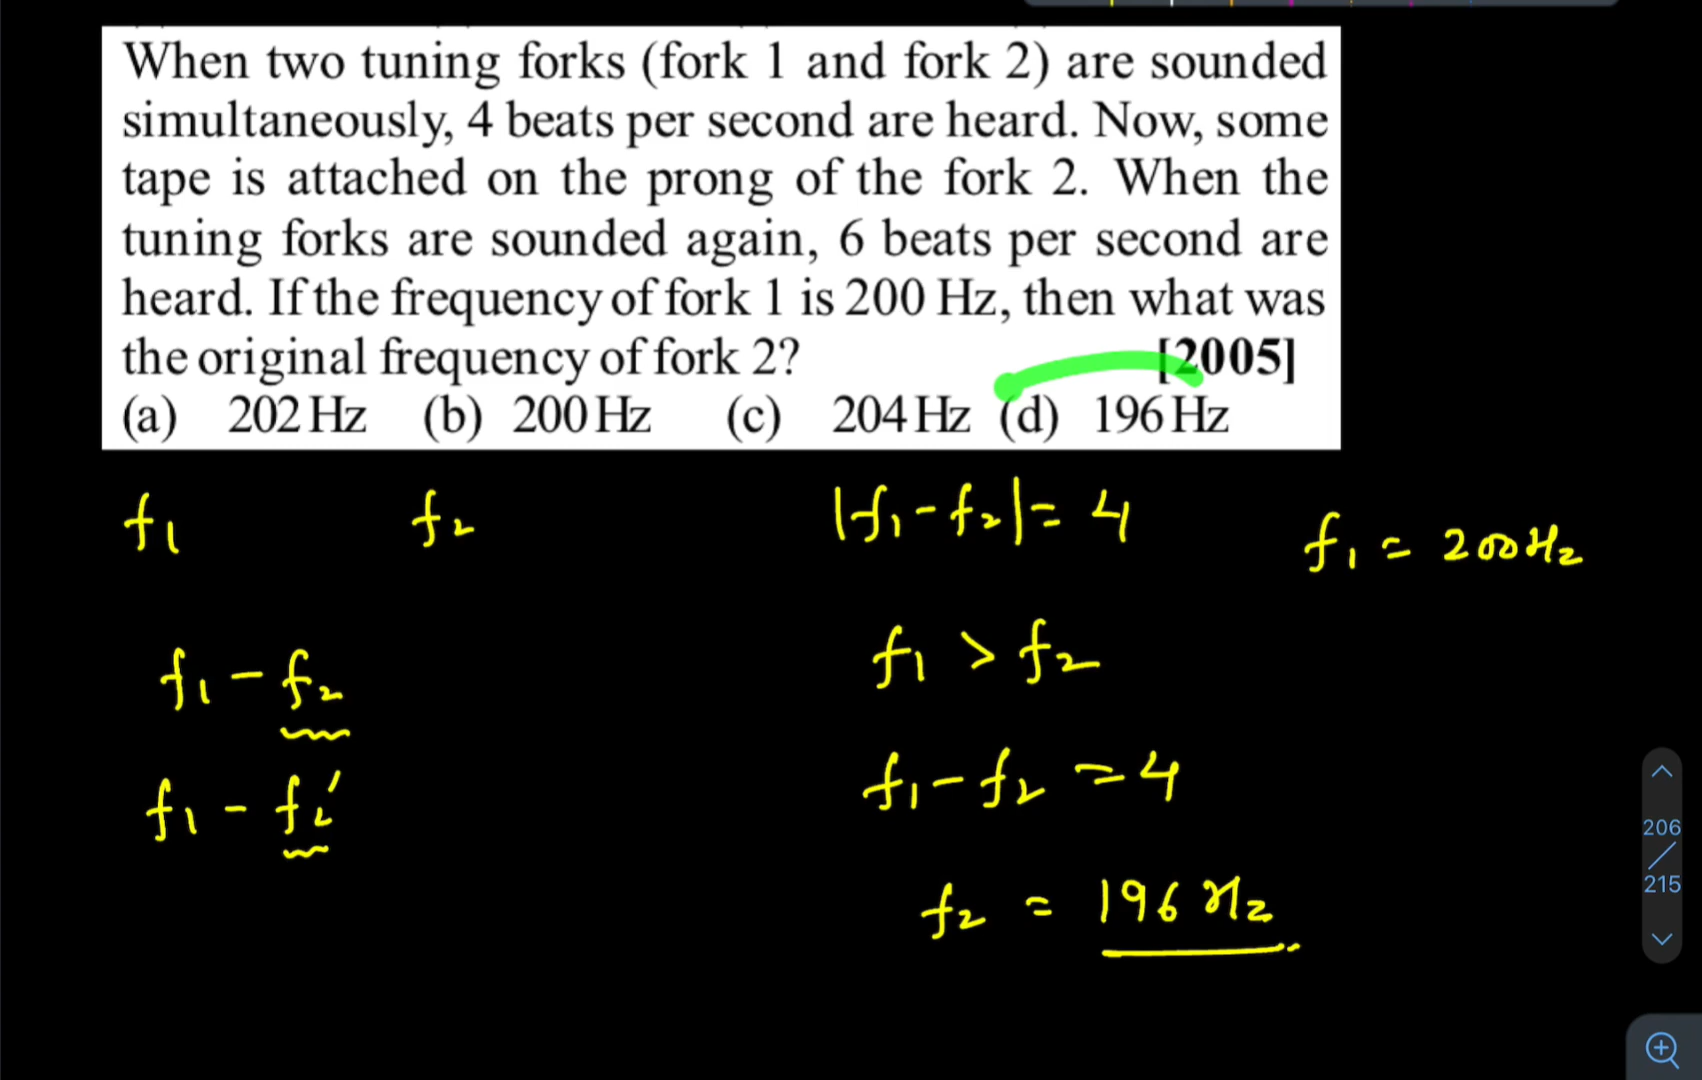 When two tuning forks (fork 1 and fork 2) are sounded
simultaneously, 4 beats per second are heard. Now, some
tape is attached on the prong of the fork 2. When the
tuning forks are sounded again, 6 beats per second are
heard. If the frequency of fork 1 is 200 Hz, then what was
the original frequency of fork 2? [2005]
(a) 202 Hz (b) 200 Hz (c) 204 Hz (d) 196 Hz
f₁ f₂ |f₁ - f₂| = 4 f₁ = 200Hz
f₁ - f₂ f₁ > f₂
f₁ - f₂' f₁ - f₂ = 4
f₂ = 196 Hz
206
/
215